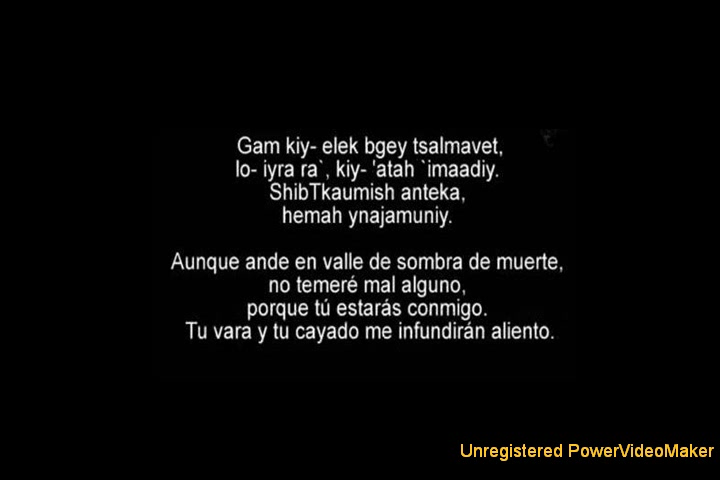 Gam kiy- elek bgey tsalmavet,
lo- iyra ra`, kiy- 'atah `imaadiy.
ShibTkaumish anteka,
hemah ynajamuniy.
Aunque ande en valle de sombra de muerte,
no temeré mal alguno,
porque tú estarás conmigo.
Tu vara y tu cayado me infundirán aliento.
Unregistered PowerVideoMaker